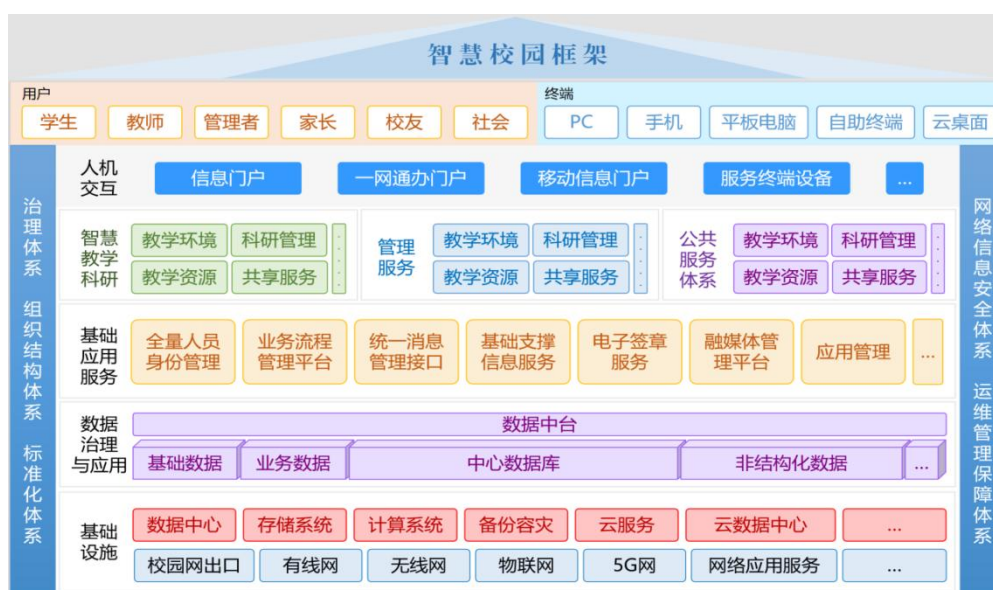 智慧校园框架
用户
学生 教师 管理者 家长 校友 社会
终端
PC 手机 平板电脑 自助终端 云桌面
治理体系 组织结构体系 标准化体系
人机
交互
信息门户 一网通办门户 移动信息门户 服务终端设备 ...
智慧
教学
科研
教学环境 科研管理
教学资源 共享服务
管理
服务
教学环境 科研管理
教学资源 共享服务
公共
服务
体系
教学环境 科研管理
教学资源 共享服务
基础
应用
服务
全量人员
身份管理
业务流程
管理平台
统一消息
管理接口
基础支撑
信息服务
电子签章
服务
融媒体管
理平台
应用管理
...
数据
治理
与应用
数据中台
基础数据 业务数据 中心数据库 非结构化数据 ...
基础
设施
数据中心 存储系统 计算系统 备份容灾 云服务 云数据中心 ...
校园网出口 有线网 无线网 物联网 5G网 网络应用服务 ...
网络信息安全体系 运维管理保障体系